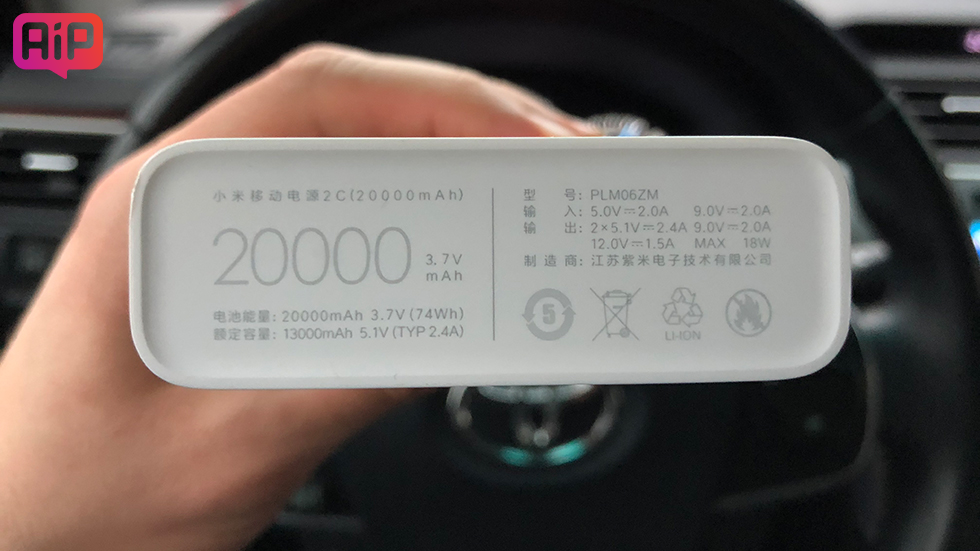 AiP
小米移动电源2C(20000mAh)
20000 3.7V
mAh
电池能量: 20000mAh 3.7V (74Wh)
额定容量: 13000mAh 5.1V (TYP 2.4A)
型 号: PLM06ZM
输 入: 5.0V⎓2.0A 9.0V⎓2.0A
输 出: 2×5.1V⎓2.4A 9.0V⎓2.0A
12.0V⎓1.5A MAX 18W
制 造 商: 江苏紫米电子技术有限公司
5
LI-ION